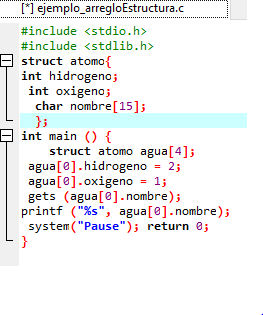 [*] ejemplo_arregloEstructura.c
#include <stdio.h>
#include <stdlib.h>
struct atomo{
int hidrogeno;
int oxigeno;
char nombre[15];
};
int main () {
struct atomo agua[4];
agua[0].hidrogeno = 2;
agua[0].oxigeno = 1;
gets (agua[0].nombre);
printf ("%s", agua[0].nombre);
system("Pause"); return 0;
}